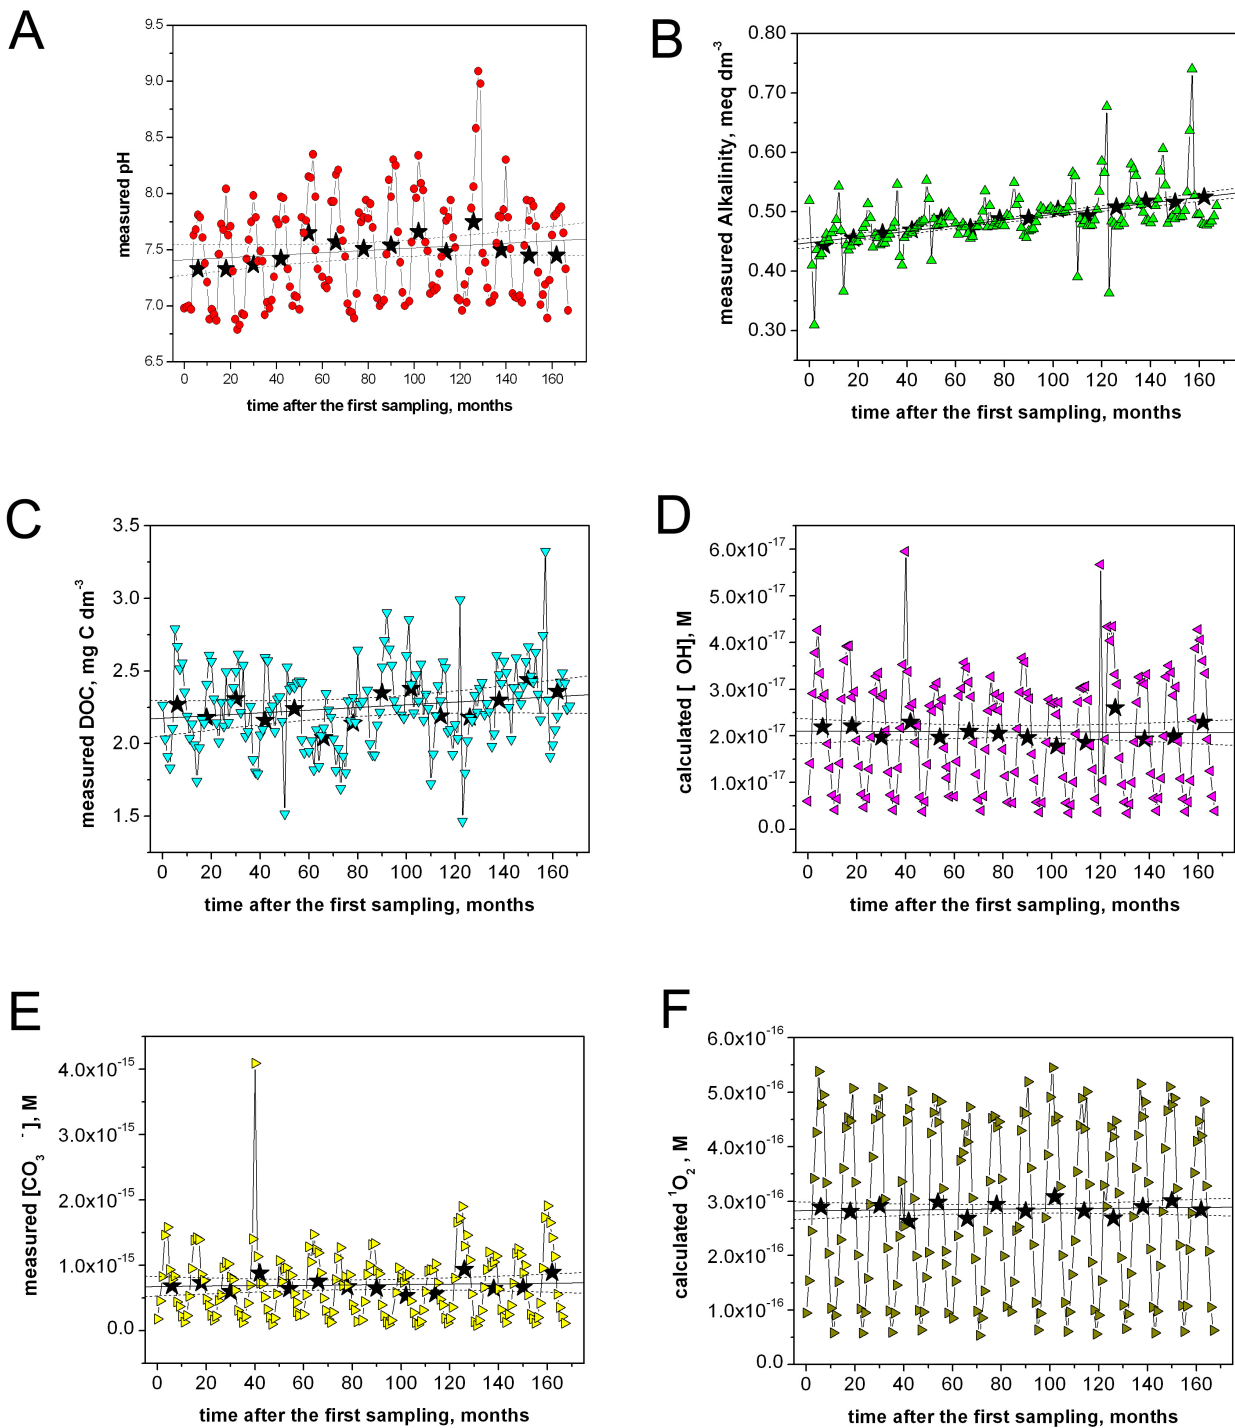 A
9.5
9.0
8.5
8.0
7.5
7.0
6.5
measured pH
0 20 40 60 80 100 120 140 160
time after the first sampling, months
B
0.80
0.70
0.60
0.50
0.40
0.30
measured Alkalinity, meq dm-3
0 20 40 60 80 100 120 140 160
time after the first sampling, months
C
3.5
3.0
2.5
2.0
1.5
measured DOC, mg C dm-3
0 20 40 60 80 100 120 140 160
time after the first sampling, months
D
6.0x10-17
5.0x10-17
4.0x10-17
3.0x10-17
2.0x10-17
1.0x10-17
0.0
calculated [ OH], M
0 20 40 60 80 100 120 140 160
time after the first sampling, months
E
4.0x10-15
3.0x10-15
2.0x10-15
1.0x10-15
0.0
measured [CO3 -], M
0 20 40 60 80 100 120 140 160
time after the first sampling, months
F
6.0x10-16
5.0x10-16
4.0x10-16
3.0x10-16
2.0x10-16
1.0x10-16
0.0
calculated 1O2 , M
0 20 40 60 80 100 120 140 160
time after the first sampling, months